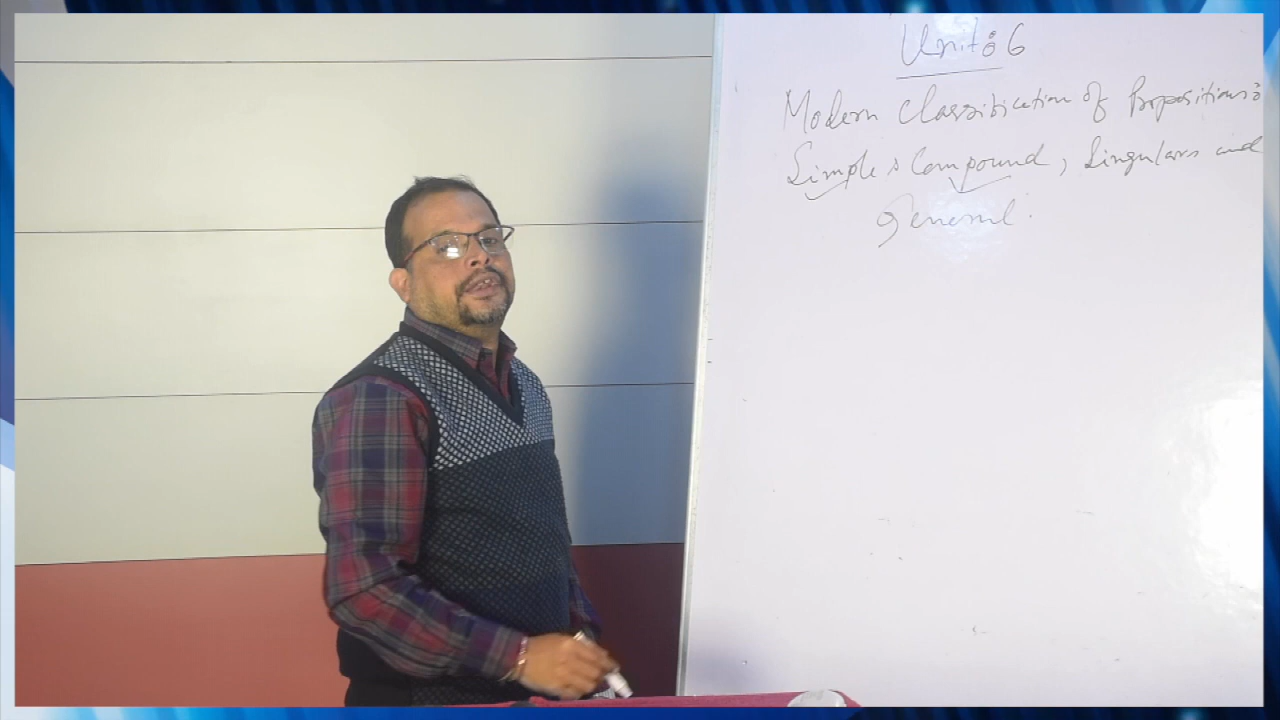 Unit: 6
Modern Classification of Propositions:
Simple & Compound, Singulars and
General.